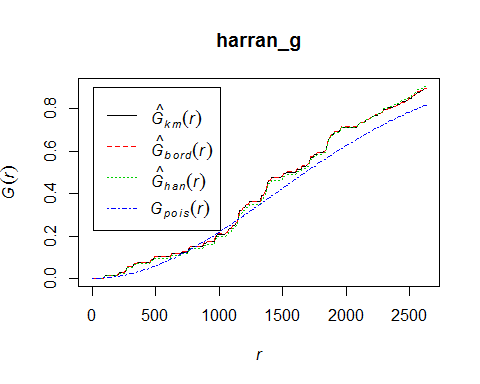 harran_g
G(r)
0.0 0.2 0.4 0.6 0.8
Ĝkm(r)
Ĝbord(r)
Ĝhan(r)
Gpois(r)
0 500 1000 1500 2000 2500
r